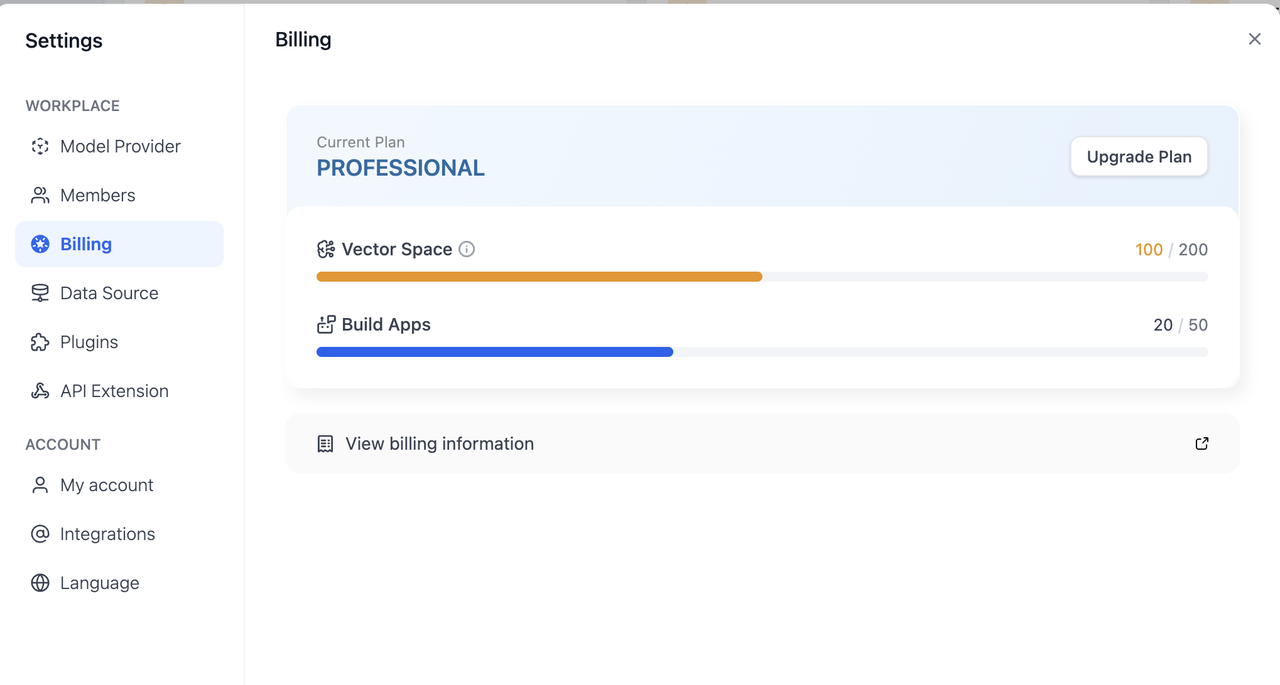 Settings
WORKPLACE
Model Provider
Members
Billing
Data Source
Plugins
API Extension
ACCOUNT
My account
Integrations
Language
Billing
Current Plan
PROFESSIONAL
Upgrade Plan
Vector Space 100 / 200
Build Apps 20 / 50
View billing information